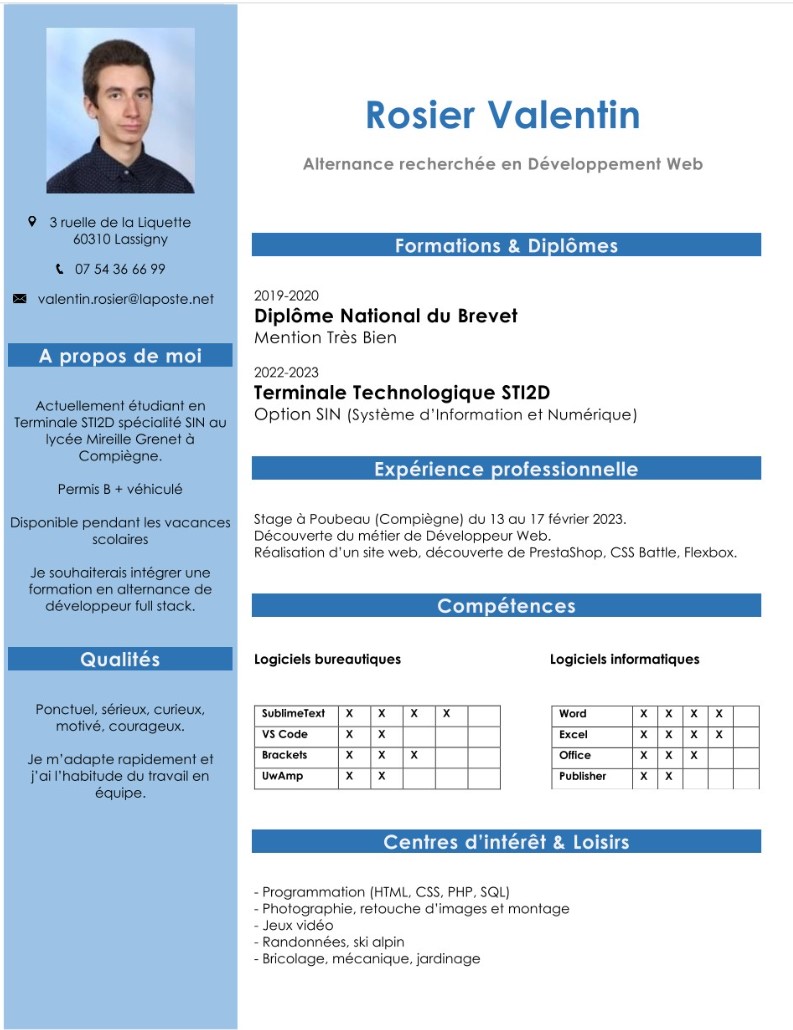 Rosier Valentin
Alternance recherchée en Développement Web
3 ruelle de la Liquette
60310 Lassigny
07 54 36 66 99
valentin.rosier@laposte.net
A propos de moi
Actuellement étudiant en
Terminale STI2D spécialité SIN au
lycée Mireille Grenet à
Compiègne.
Permis B + véhiculé
Disponible pendant les vacances
scolaires
Je souhaiterais intégrer une
formation en alternance de
développeur full stack.
Qualités
Ponctuel, sérieux, curieux,
motivé, courageux.
Je m’adapte rapidement et
j’ai l’habitude du travail en
équipe.
Formations & Diplômes
2019-2020
Diplôme National du Brevet
Mention Très Bien
2022-2023
Terminale Technologique STI2D
Option SIN (Système d’Information et Numérique)
Expérience professionnelle
Stage à Poubeau (Compiègne) du 13 au 17 février 2023.
Découverte du métier de Développeur Web.
Réalisation d’un site web, découverte de PrestaShop, CSS Battle, Flexbox.
Compétences
Logiciels bureautiques
SublimeText X X X X
VS Code X X
Brackets X X X
UwAmp X X
Logiciels informatiques
Word X X X X
Excel X X X X
Office X X X
Publisher X X
Centres d’intérêt & Loisirs
- Programmation (HTML, CSS, PHP, SQL)
- Photographie, retouche d’images et montage
- Jeux vidéo
- Randonnées, ski alpin
- Bricolage, mécanique, jardinage